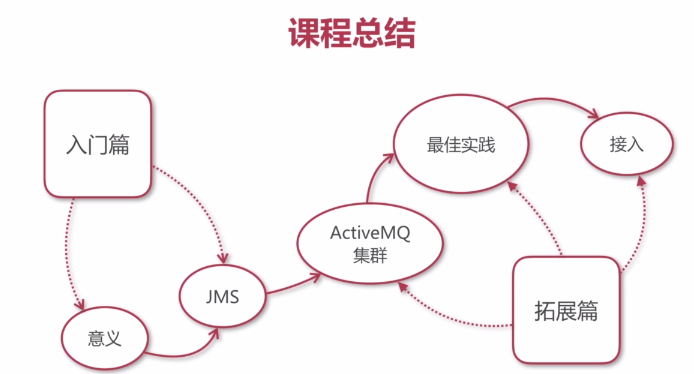 课程总结
入门篇
最佳实践
接入
ActiveMQ
集群
JMS
意义
拓展篇